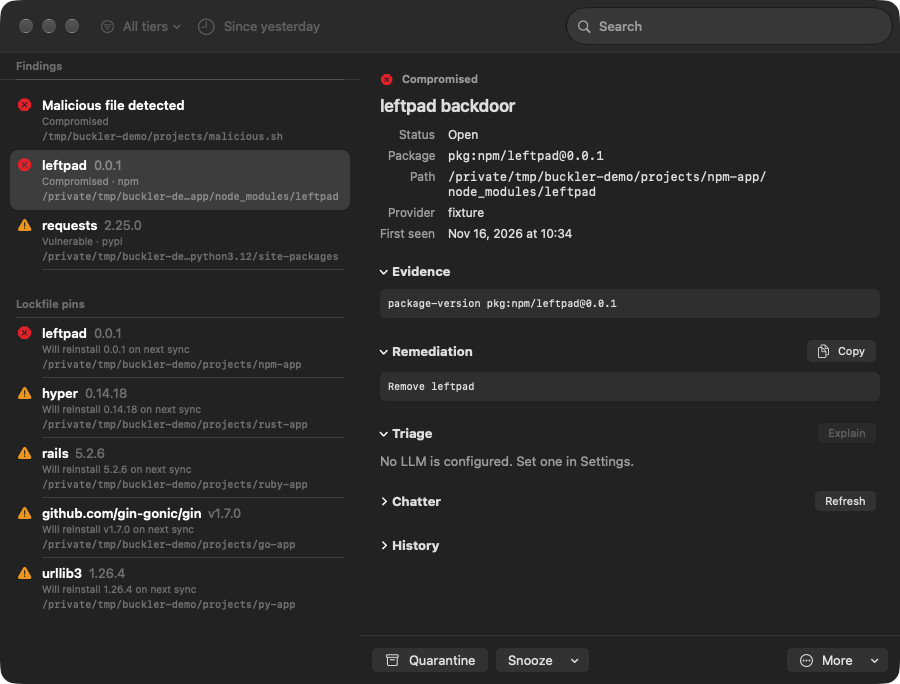 All tiers
Since yesterday
Search
Findings
Malicious file detected
Compromised
/tmp/buckler-demo/projects/malicious.sh
leftpad 0.0.1
Compromised · npm
/private/tmp/buckler-de…app/node_modules/leftpad
requests 2.25.0
Vulnerable · pypi
/private/tmp/buckler-de…python3.12/site-packages
Lockfile pins
leftpad 0.0.1
Will reinstall 0.0.1 on next sync
/private/tmp/buckler-demo/projects/npm-app
hyper 0.14.18
Will reinstall 0.14.18 on next sync
/private/tmp/buckler-demo/projects/rust-app
rails 5.2.6
Will reinstall 5.2.6 on next sync
/private/tmp/buckler-demo/projects/ruby-app
github.com/gin-gonic/gin v1.7.0
Will reinstall v1.7.0 on next sync
/private/tmp/buckler-demo/projects/go-app
urllib3 1.26.4
Will reinstall 1.26.4 on next sync
/private/tmp/buckler-demo/projects/py-app
Compromised
leftpad backdoor
Status Open
Package pkg:npm/leftpad@0.0.1
Path /private/tmp/buckler-demo/projects/npm-app/
node_modules/leftpad
Provider fixture
First seen Nov 16, 2026 at 10:34
Evidence
package-version pkg:npm/leftpad@0.0.1
Remediation Copy
Remove leftpad
Triage Explain
No LLM is configured. Set one in Settings.
Chatter Refresh
History
Quarantine Snooze More